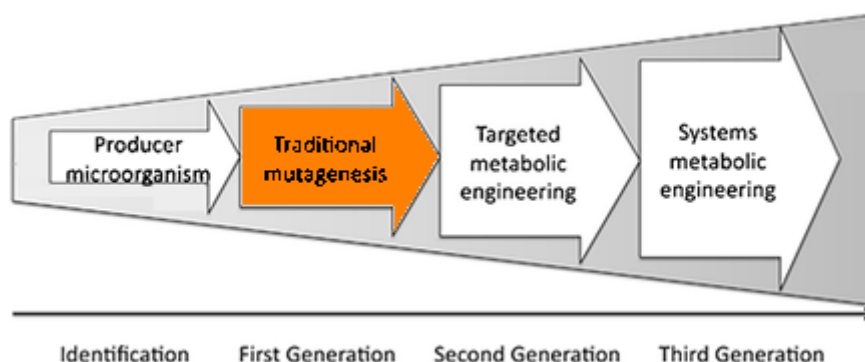 Producer
microorganism
Traditional
mutagenesis
Targeted
metabolic
engineering
Systems
metabolic
engineering
Identification
First Generation
Second Generation
Third Generation